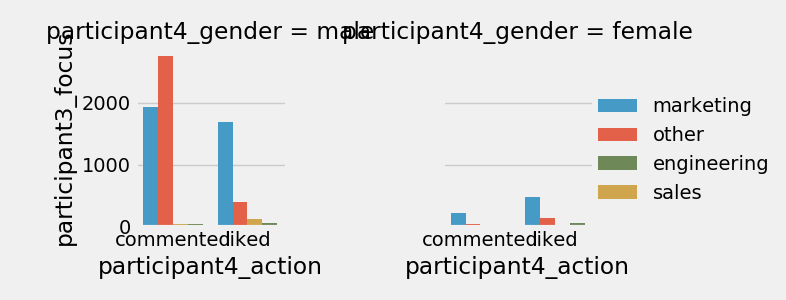 participant4_gender = male
participant4_gender = female
participant3_focus
2000
1000
0
commented
liked
commented
liked
participant4_action
participant4_action
marketing
other
engineering
sales